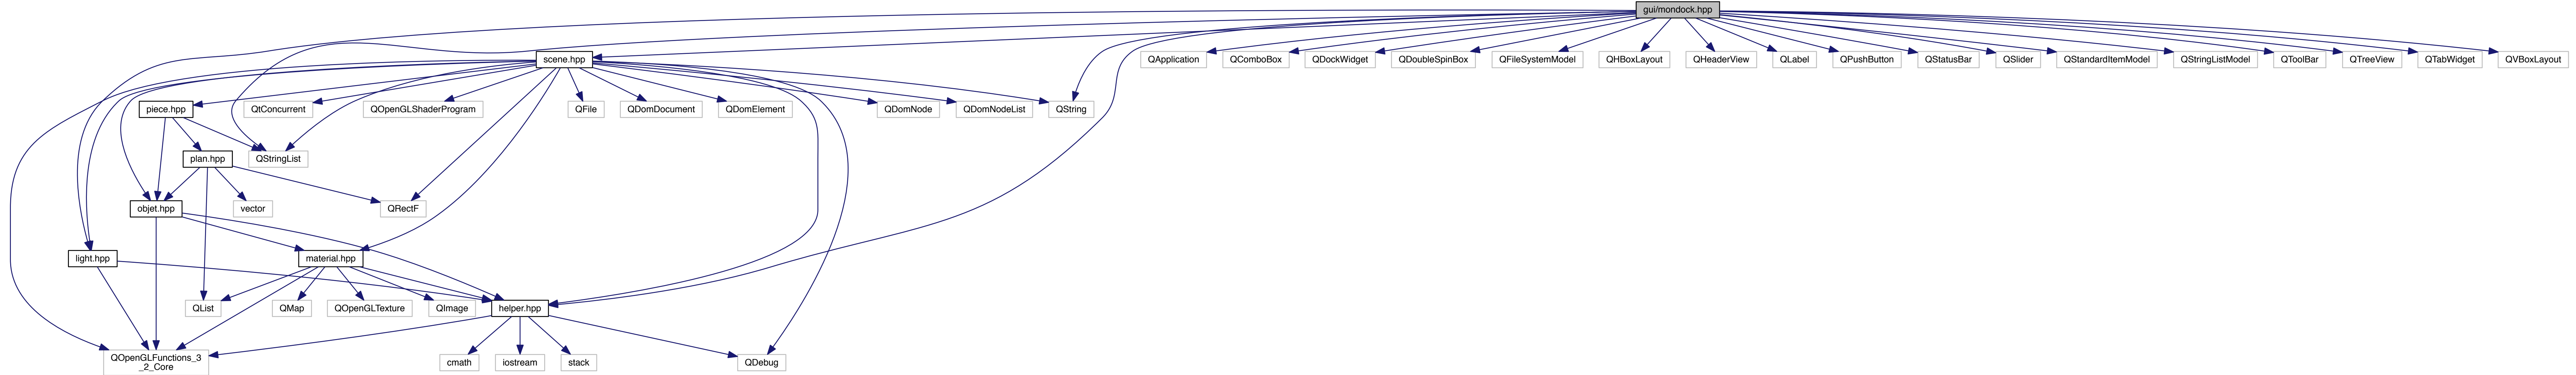 gui/mondock.hpp
scene.hpp
QApplication
QComboBox
QDockWidget
QDoubleSpinBox
QFileSystemModel
QHBoxLayout
QHeaderView
QLabel
QPushButton
QStatusBar
QSlider
QStandardItemModel
QStringListModel
QToolBar
QTreeView
QTabWidget
QVBoxLayout
piece.hpp
QtConcurrent
QOpenGLShaderProgram
QFile
QDomDocument
QDomElement
QDomNode
QDomNodeList
QString
plan.hpp
QStringList
objet.hpp
vector
QRectF
light.hpp
material.hpp
QList
QMap
QOpenGLTexture
QImage
helper.hpp
QOpenGLFunctions_3
_2_Core
cmath
iostream
stack
QDebug